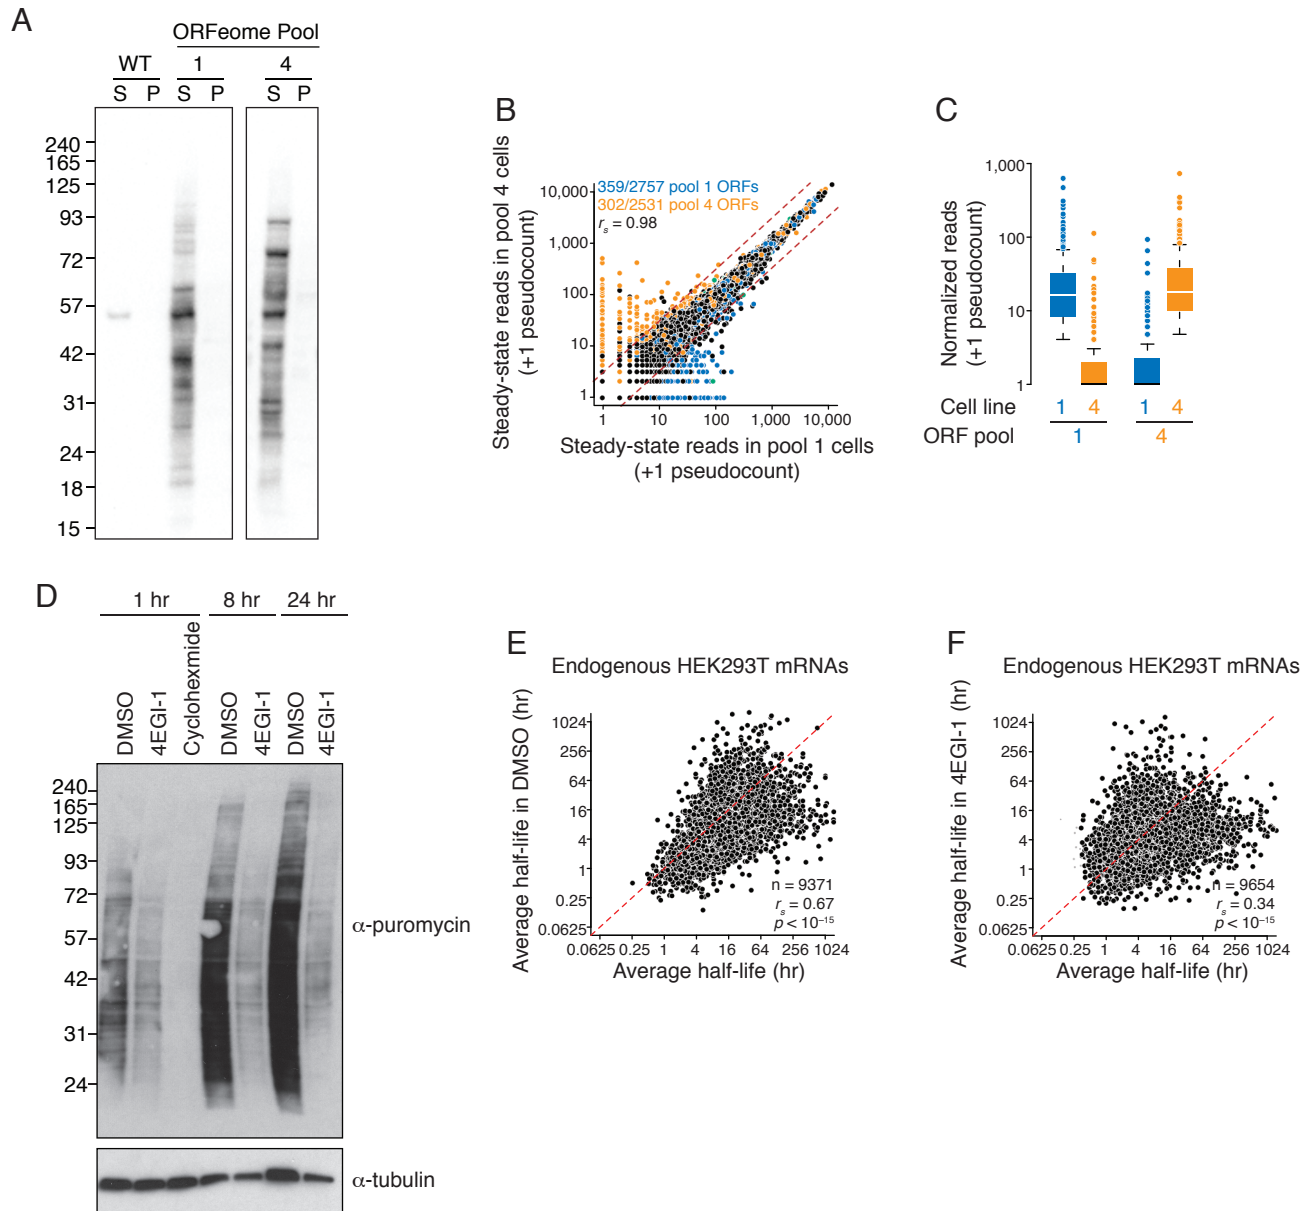 A
ORFeome Pool
WT 1 4
S P S P S P
240
165
125
93
72
57
42
31
24
18
15
B
Steady-state reads in pool 4 cells
(+1 pseudocount)
10,000
1,000
100
10
1
359/2757 pool 1 ORFs
302/2531 pool 4 ORFs
rs = 0.98
1 10 100 1,000 10,000
Steady-state reads in pool 1 cells
(+1 pseudocount)
C
Normalized reads
(+1 pseudocount)
1,000
100
10
1
Cell line 1 4 1 4
ORF pool 1 4
D
1 hr 8 hr 24 hr
DMSO 4EGI-1 Cyclohexmide DMSO 4EGI-1 DMSO 4EGI-1
240
165
125
93
72
57
42
31
24
α-puromycin
α-tubulin
E
Endogenous HEK293T mRNAs
Average half-life in DMSO (hr)
1024
256
64
16
4
1
0.25
0.0625
n = 9371
rs = 0.67
p < 10⁻¹⁵
0.0625 0.25 1 4 16 64 256 1024
Average half-life (hr)
F
Endogenous HEK293T mRNAs
Average half-life in 4EGI-1 (hr)
1024
256
64
16
4
1
0.25
0.0625
n = 9654
rs = 0.34
p < 10⁻¹⁵
0.0625 0.25 1 4 16 64 256 1024
Average half-life (hr)